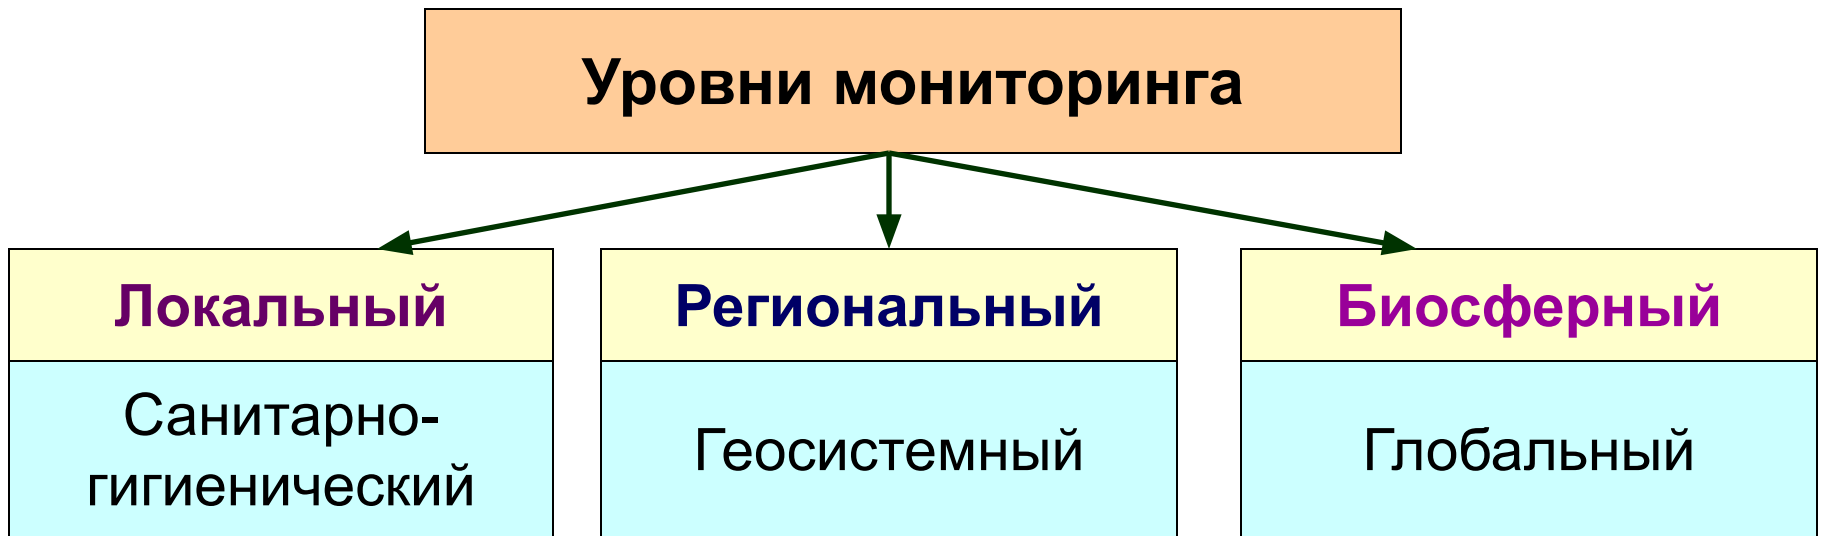 Уровни мониторинга
Локальный
Санитарно-
гигиенический
Региональный
Геосистемный
Биосферный
Глобальный